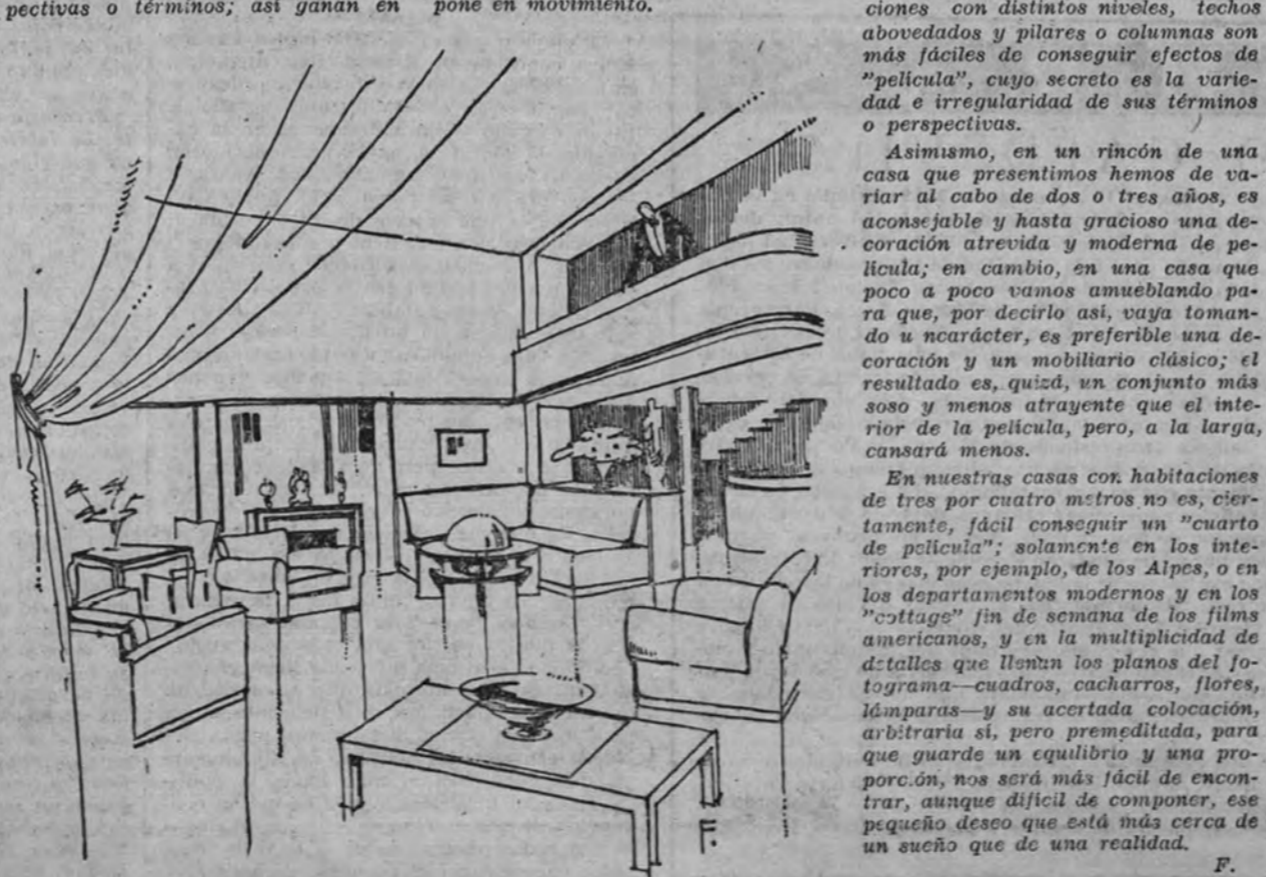 pectivas o términos; así ganan en
pone en movimiento.
ciones con distintos niveles, techos
abovedados y pilares o columnas son
más fáciles de conseguir efectos de
"película", cuyo secreto es la varie-
dad e irregularidad de sus términos
o perspectivas.
Asimismo, en un rincón de una
casa que presentimos hemos de va-
riar al cabo de dos o tres años, es
aconsejable y hasta gracioso una de-
coración atrevida y moderna de pe-
lícula; en cambio, en una casa que
poco a poco vamos amueblando pa-
ra que, por decirlo así, vaya toman-
do u ncarácter, es preferible una de-
coración y un mobiliario clásico; el
resultado es, quizá, un conjunto más
soso y menos atrayente que el inte-
rior de la película, pero, a la larga,
cansará menos.
En nuestras casas con habitaciones
de tres por cuatro metros no es, cier-
tamente, fácil conseguir un "cuarto
de película"; solamente en los inte-
riores, por ejemplo, de los Alpes, o en
los departamentos modernos y en los
"cottage" fin de semana de los films
americanos, y en la multiplicidad de
detalles que llenan los planos del fo-
tograma—cuadros, cacharros, flores,
lámparas—y su acertada colocación,
arbitraria sí, pero premeditada, para
que guarde un equilibrio y una pro-
porción, nos será más fácil de encon-
trar, aunque difícil de componer, ese
pequeño deseo que está más cerca de
un sueño que de una realidad.
F.
F.